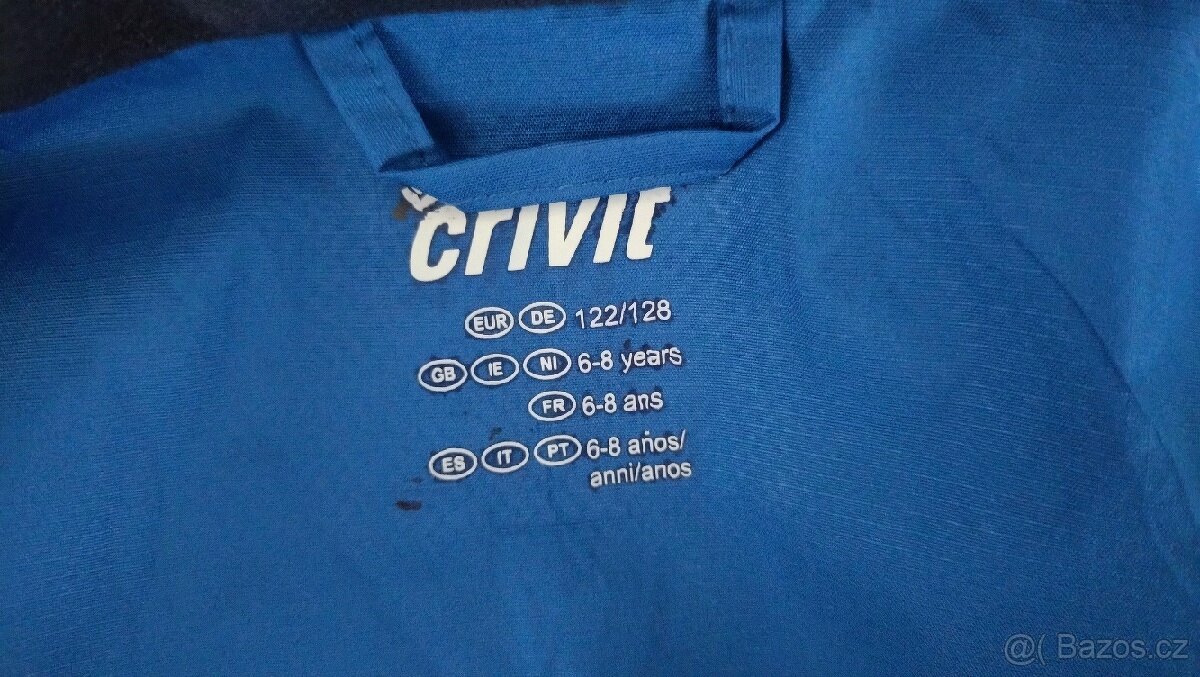 crivit
EUR DE 122/128
GB IE NI 6-8 years
FR 6-8 ans
ES IT PT 6-8 años/
anni/anos
@( Bazos.cz